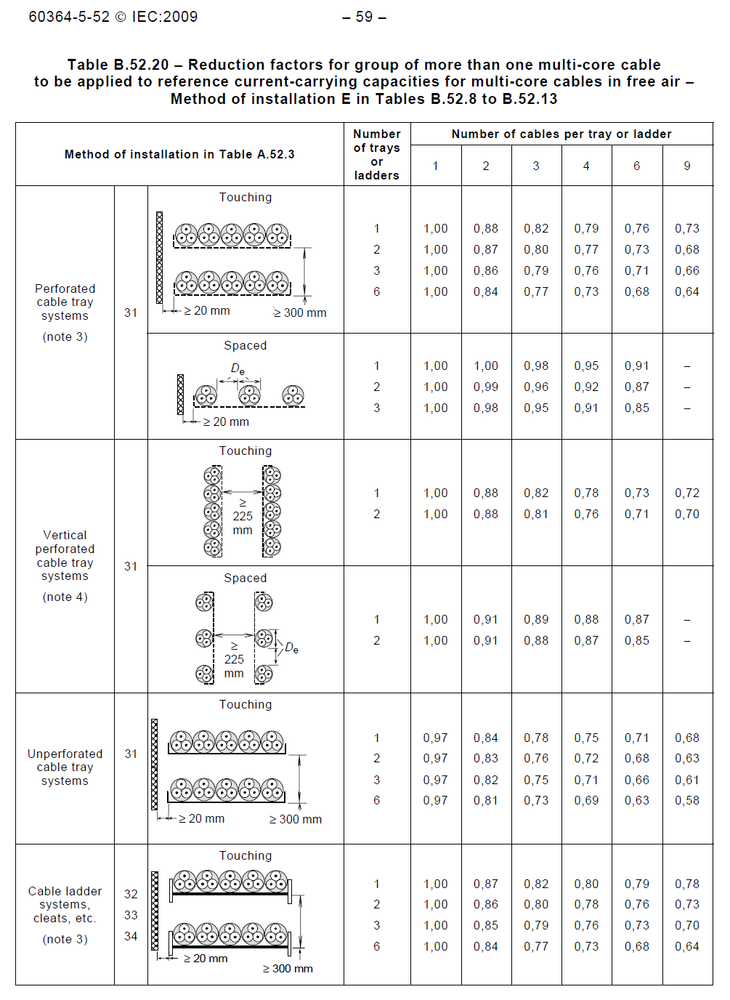 60364-5-52 © IEC:2009 – 59 –
Table B.52.20 – Reduction factors for group of more than one multi-core cable
to be applied to reference current-carrying capacities for multi-core cables in free air –
Method of installation E in Tables B.52.8 to B.52.13
Method of installation in Table A.52.3
Number
of trays
or
ladders
Number of cables per tray or ladder
1 2 3 4 6 9
Perforated
cable tray
systems
(note 3)
31
Touching
≥ 20 mm ≥ 300 mm
1 1,00 0,88 0,82 0,79 0,76 0,73
2 1,00 0,87 0,80 0,77 0,73 0,68
3 1,00 0,86 0,79 0,76 0,71 0,66
6 1,00 0,84 0,77 0,73 0,68 0,64
Spaced
De
≥ 20 mm
1 1,00 1,00 0,98 0,95 0,91 –
2 1,00 0,99 0,96 0,92 0,87 –
3 1,00 0,98 0,95 0,91 0,85 –
Vertical
perforated
cable tray
systems
(note 4)
31
Touching
≥
225
mm
1 1,00 0,88 0,82 0,78 0,73 0,72
2 1,00 0,88 0,81 0,76 0,71 0,70
Spaced
≥
225
mm
De
1 1,00 0,91 0,89 0,88 0,87 –
2 1,00 0,91 0,88 0,87 0,85 –
Unperforated
cable tray
systems
31
Touching
≥ 20 mm ≥ 300 mm
1 0,97 0,84 0,78 0,75 0,71 0,68
2 0,97 0,83 0,76 0,72 0,68 0,63
3 0,97 0,82 0,75 0,71 0,66 0,61
6 0,97 0,81 0,73 0,69 0,63 0,58
Cable ladder
systems,
cleats, etc.
(note 3)
32
33
34
Touching
≥ 20 mm
≥ 300 mm
1 1,00 0,87 0,82 0,80 0,79 0,78
2 1,00 0,86 0,80 0,78 0,76 0,73
3 1,00 0,85 0,79 0,76 0,73 0,70
6 1,00 0,84 0,77 0,73 0,68 0,64